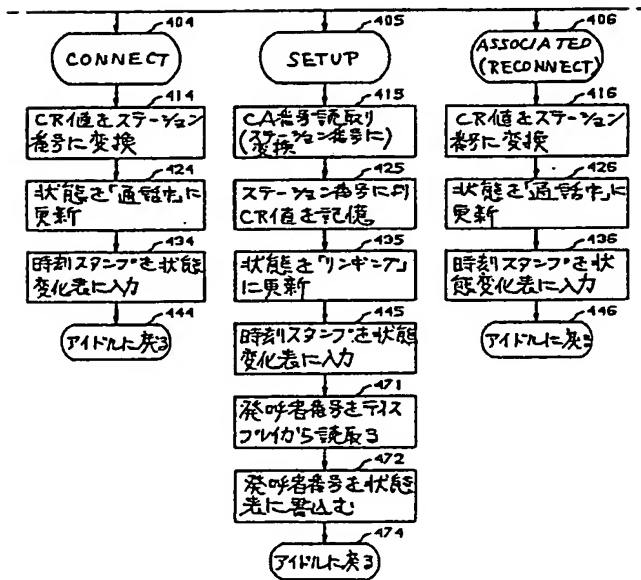 404
CONNECT
414
CR値をステーション
番号に変換
424
状態を「通話中」に
更新
434
時刻スタンプを状態
変化表に入力
444
アイドルに戻る
405
SETUP
415
CA番号読取り
(ステーション番号に)
変換
425
ステーション番号により
CR値を記憶
435
状態を「リンギング」
に更新
445
時刻スタンプを状態
変化表に入力
471
発呼者番号をディス
プレイから読取る
472
発呼者番号を状態
表に書込む
474
アイドルに戻る
406
ASSOCIATED
(RECONNECT)
416
CR値をステーション
番号に変換
426
状態を「通話中」に
更新
436
時刻スタンプを状
態変化表に入力
446
アイドルに戻る